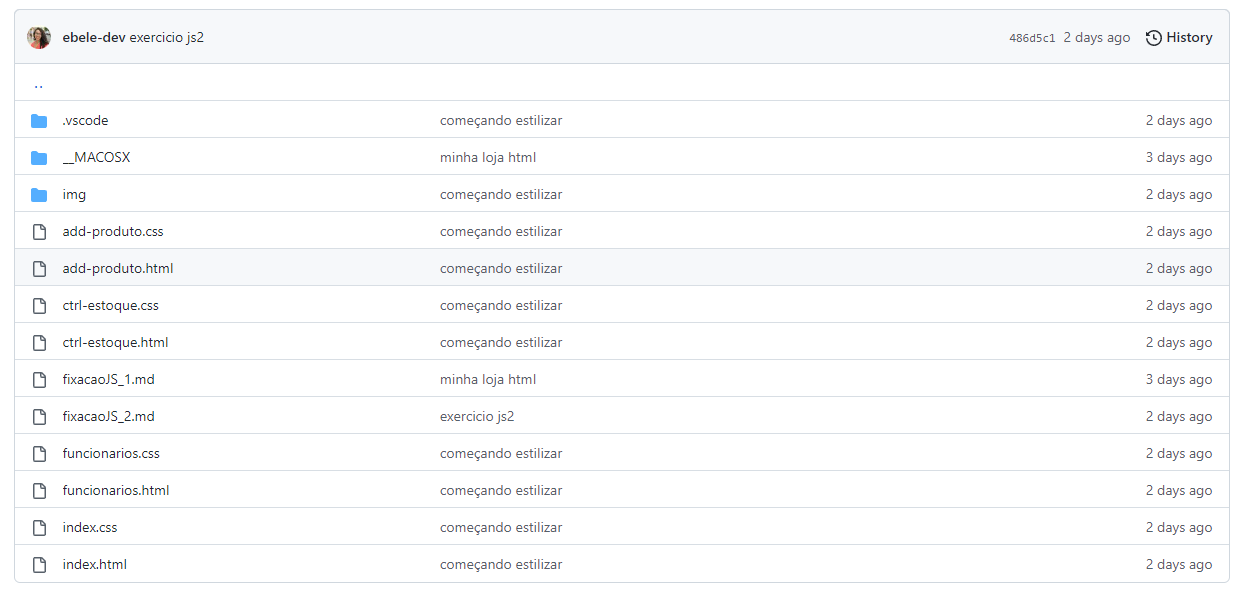 ebele-dev exercicio js2 486d5c1 2 days ago History
..
.vscode começando estilizar 2 days ago
__MACOSX minha loja html 3 days ago
img começando estilizar 2 days ago
add-produto.css começando estilizar 2 days ago
add-produto.html começando estilizar 2 days ago
ctrl-estoque.css começando estilizar 2 days ago
ctrl-estoque.html começando estilizar 2 days ago
fixacaoJS_1.md minha loja html 3 days ago
fixacaoJS_2.md exercicio js2 2 days ago
funcionarios.css começando estilizar 2 days ago
funcionarios.html começando estilizar 2 days ago
index.css começando estilizar 2 days ago
index.html começando estilizar 2 days ago